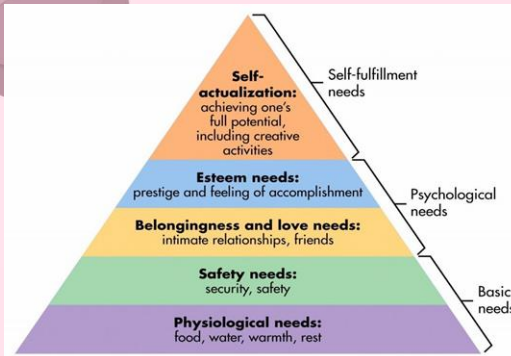 Self-
actualization:
achieving one's
full potential,
including creative
activities
Self-fulfillment
needs
Esteem needs:
prestige and feeling of accomplishment
Belongingness and love needs:
intimate relationships, friends
Psychological
needs
Safety needs:
security, safety
Physiological needs:
food, water, warmth, rest
Basic
needs